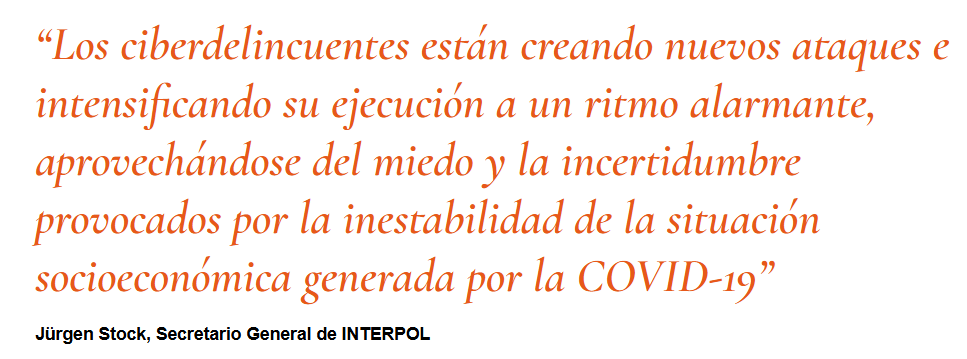 “Los ciberdelincuentes están creando nuevos ataques e
intensificando su ejecución a un ritmo alarmante,
aprovechándose del miedo y la incertidumbre
provocados por la inestabilidad de la situación
socioeconómica generada por la COVID-19”
Jürgen Stock, Secretario General de INTERPOL